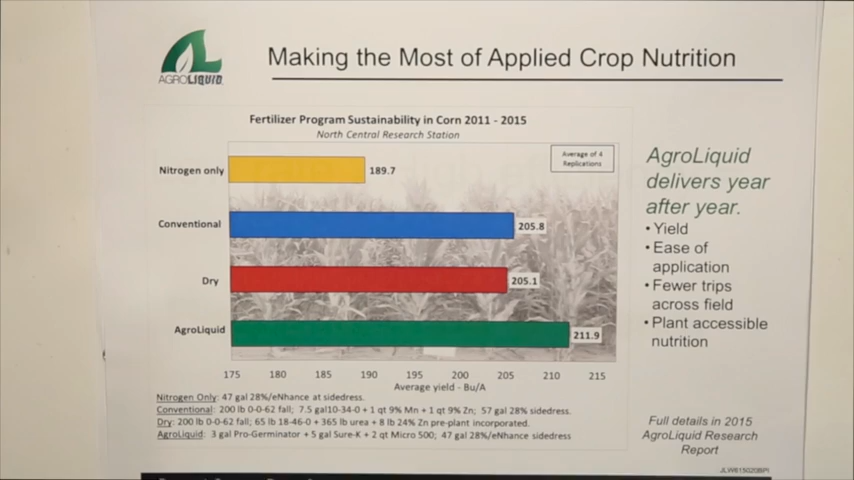 AGROLIQUID
Making the Most of Applied Crop Nutrition
Fertilizer Program Sustainability in Corn 2011 - 2015
North Central Research Station
Average of 4
Replications
Nitrogen only
189.7
Conventional
205.8
Dry
205.1
AgroLiquid
211.9
175 180 185 190 195 200 205 210 215
Average yield - Bu/A
Nitrogen Only: 47 gal 28%/eNhance at sidedress.
Conventional: 200 lb 0-0-62 fall; 7.5 gal10-34-0 + 1 qt 9% Mn + 1 qt 9% Zn; 57 gal 28% sidedress.
Dry: 200 lb 0-0-62 fall; 65 lb 18-46-0 + 365 lb urea + 8 lb 24% Zn pre-plant incorporated.
AgroLiquid: 3 gal Pro-Germinator + 5 gal Sure-K + 2 qt Micro 500; 47 gal 28%/eNhance sidedress
AgroLiquid
delivers year
after year.
• Yield
• Ease of
application
• Fewer trips
across field
• Plant accessible
nutrition
Full details in 2015
AgroLiquid Research
Report